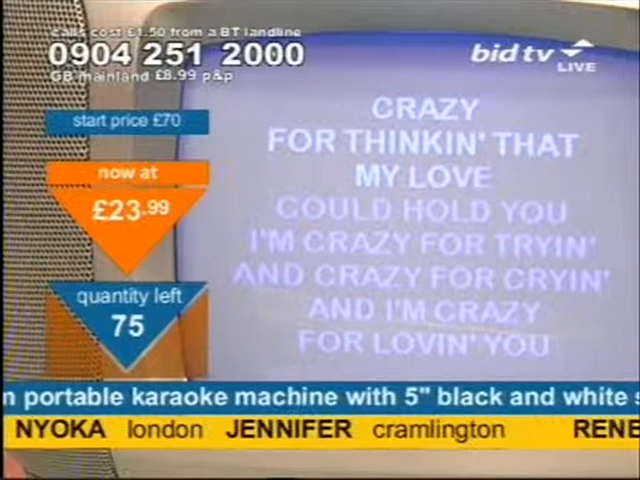 calls cost £1.50 from a BT landline
0904 251 2000
GB mainland £8.99 p&p
bid tv
LIVE
start price £70
now at
£23.99
quantity left
75
CRAZY
FOR THINKIN' THAT
MY LOVE
COULD HOLD YOU
I'M CRAZY FOR TRYIN'
AND CRAZY FOR CRYIN'
AND I'M CRAZY
FOR LOVIN' YOU
m portable karaoke machine with 5" black and white s
NYOKA london JENNIFER cramlington RENE